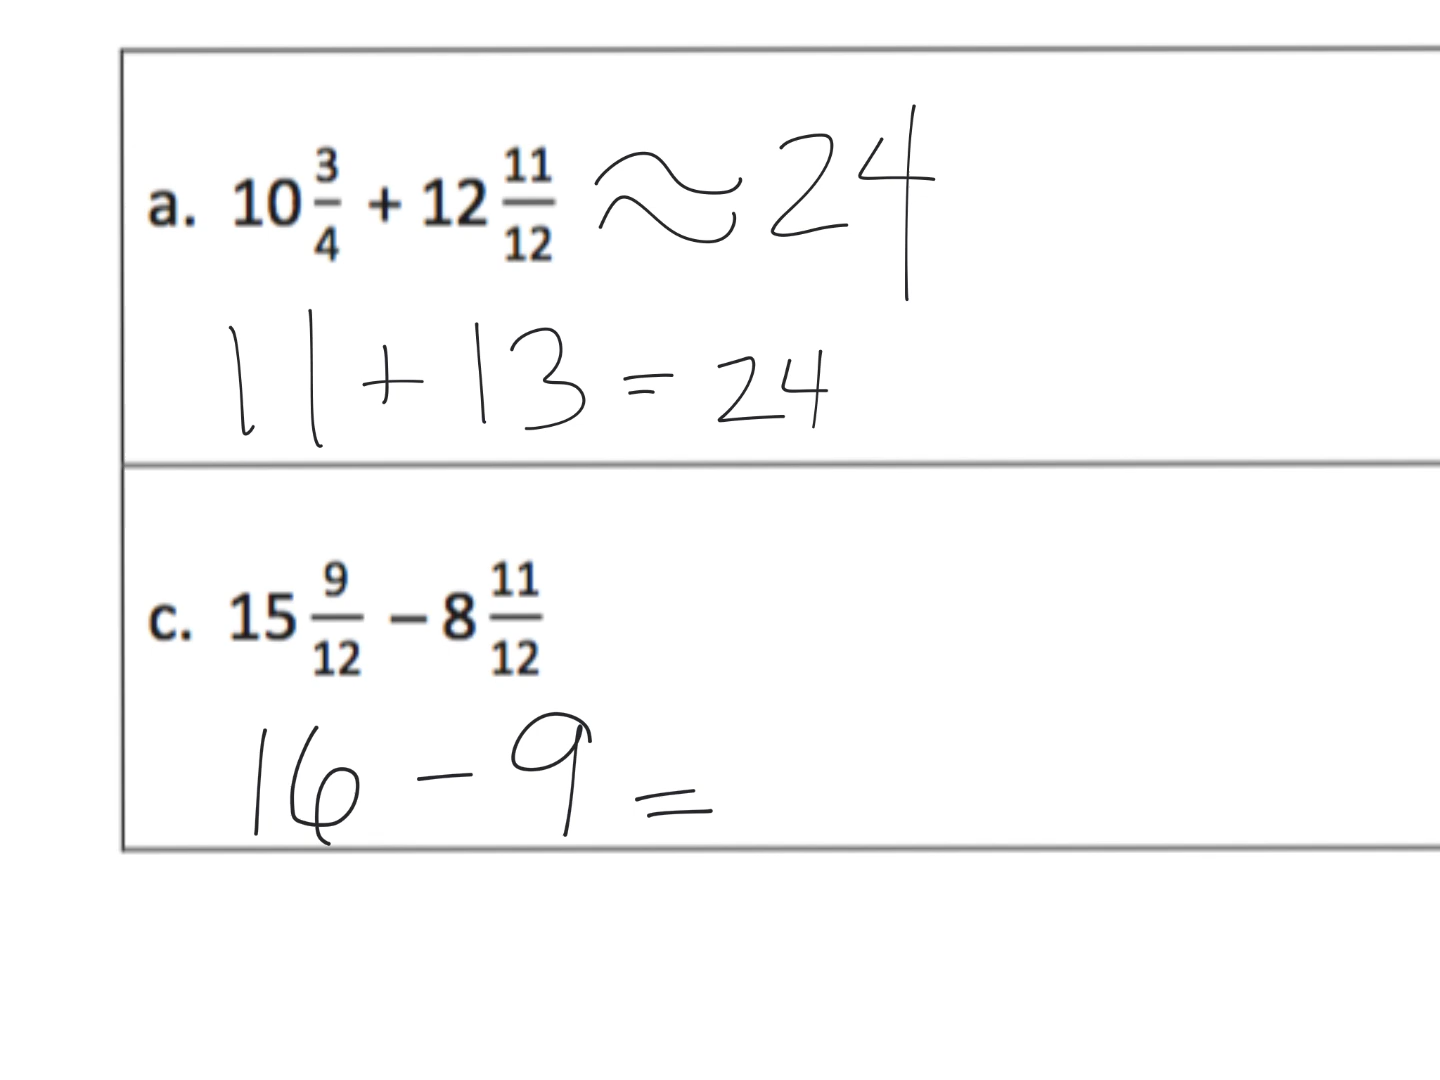 a. 10 3/4 + 12 11/12 ≈ 24
11 + 13 = 24
c. 15 9/12 – 8 11/12
16 – 9 =